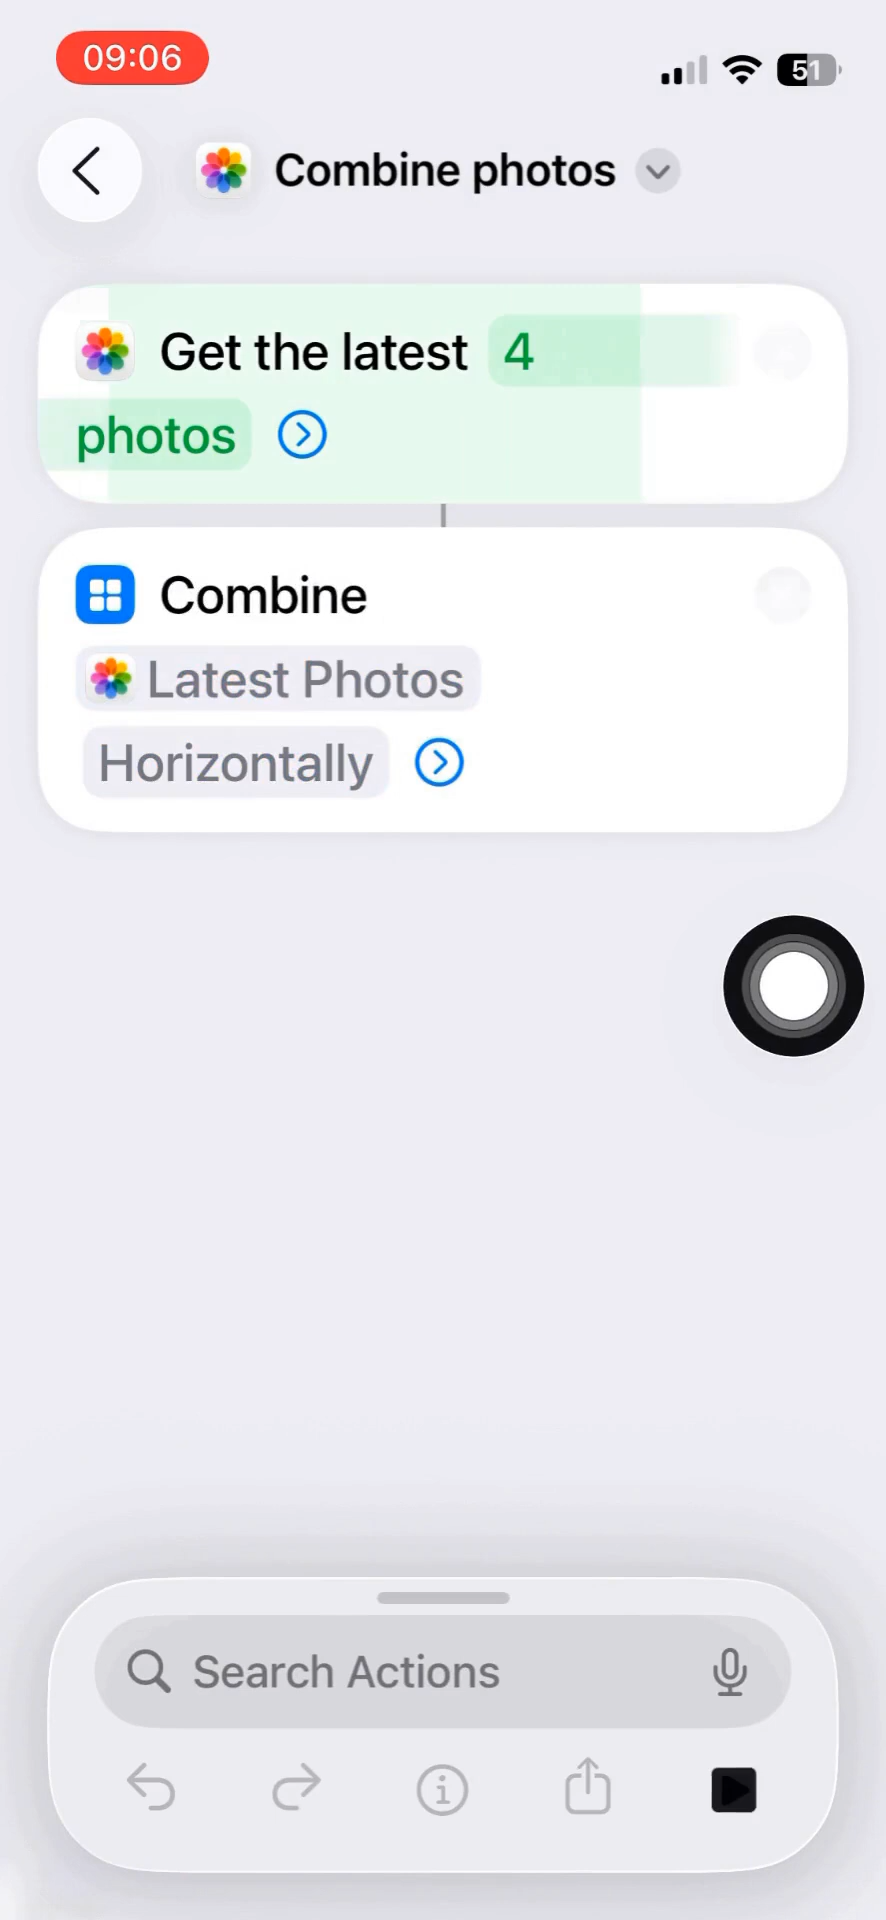 09:06
51
Combine photos
Get the latest 4
photos
Combine
Latest Photos
Horizontally
Search Actions